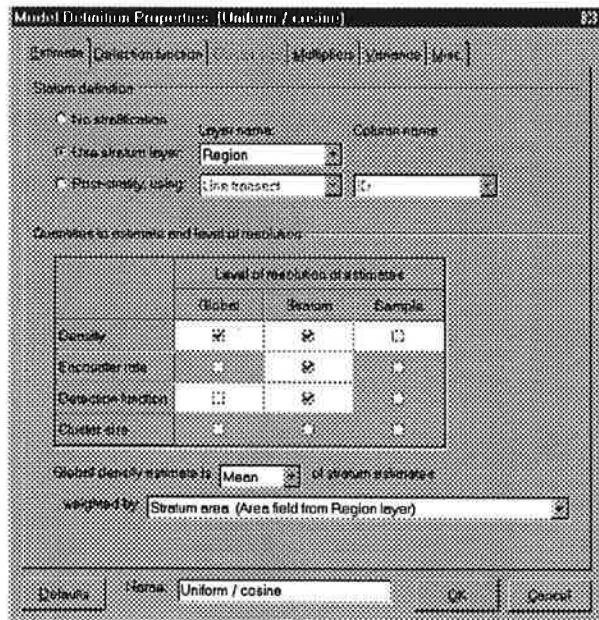 Model Definition Properties: [Uniform / cosine]
Estimate Detection function Multipliers Variance Misc.
Stratum definition
No stratification
Layer name: Column name
Use stratum layer: Region
Post-stratify, using: Line transect ID
Quantities to estimate and level of resolution
Level of resolution of estimates
Global Stratum Sample
Density
Encounter rate
Detection function
Cluster size
Global density estimate is Mean of stratum estimates
weighted by Stratum area (Area field from Region layer)
Defaults Name: Uniform / cosine OK Cancel